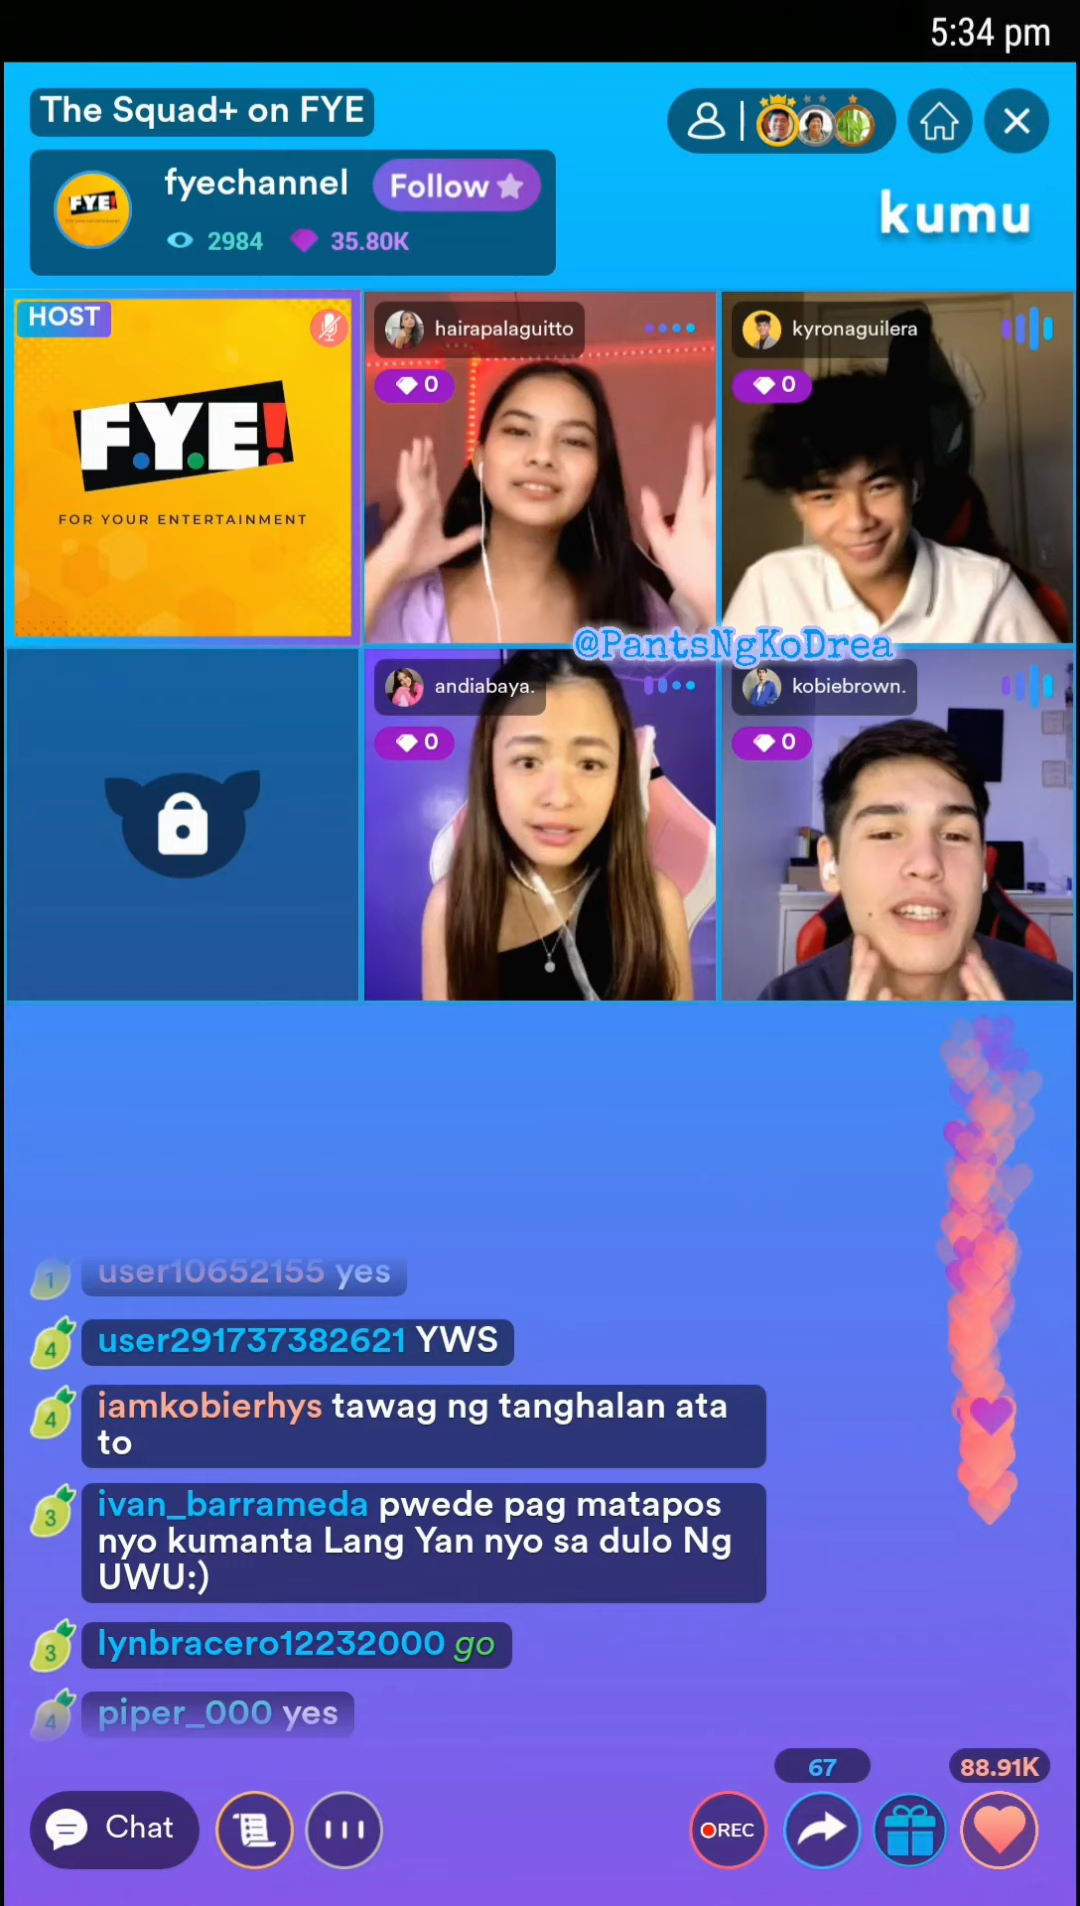 5:34 pm
The Squad+ on FYE
fyechannel Follow
2984 35.80K
kumu
HOST
F.Y.E!
FOR YOUR ENTERTAINMENT
hairapalaguitto
0
kyronaguilera
0
@PantsNgKoDrea
andiabaya.
0
kobiebrown.
0
1 user10652155 yes
4 user291737382621 YWS
4 iamkobierhys tawag ng tanghalan ata
to
3 ivan_barrameda pwede pag matapos
nyo kumanta Lang Yan nyo sa dulo Ng
UWU:)
3 lynbracero12232000 go
4 piper_000 yes
67
88.91K
Chat
REC